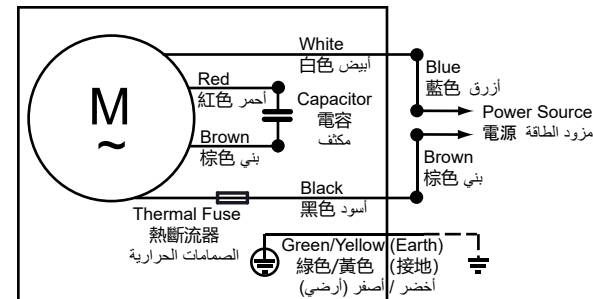 White
白色 أبيض
Blue
أزرق
藍色
Red
紅色 أحمر
Capacitor
電容
مكثف
M
~
Power Source
電源 مزود الطاقة
Brown
棕色 بني
Brown
棕色 بني
Black
黑色 أسود
Thermal Fuse
熱斷流器
الصمامات الحرارية
Green/Yellow (Earth)
綠色/黃色 (接地)
أخضر / أصفر (أرضي)